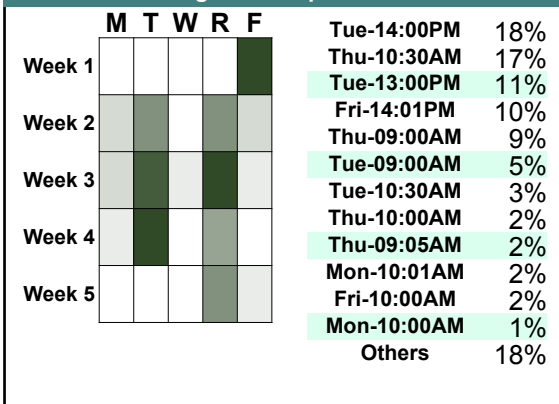 M T W R F
Week 1
Week 2
Week 3
Week 4
Week 5
Tue-14:00PM 18%
Thu-10:30AM 17%
Tue-13:00PM 11%
Fri-14:01PM 10%
Thu-09:00AM 9%
Tue-09:00AM 5%
Tue-10:30AM 3%
Thu-10:00AM 2%
Thu-09:05AM 2%
Mon-10:01AM 2%
Fri-10:00AM 2%
Mon-10:00AM 1%
Others 18%